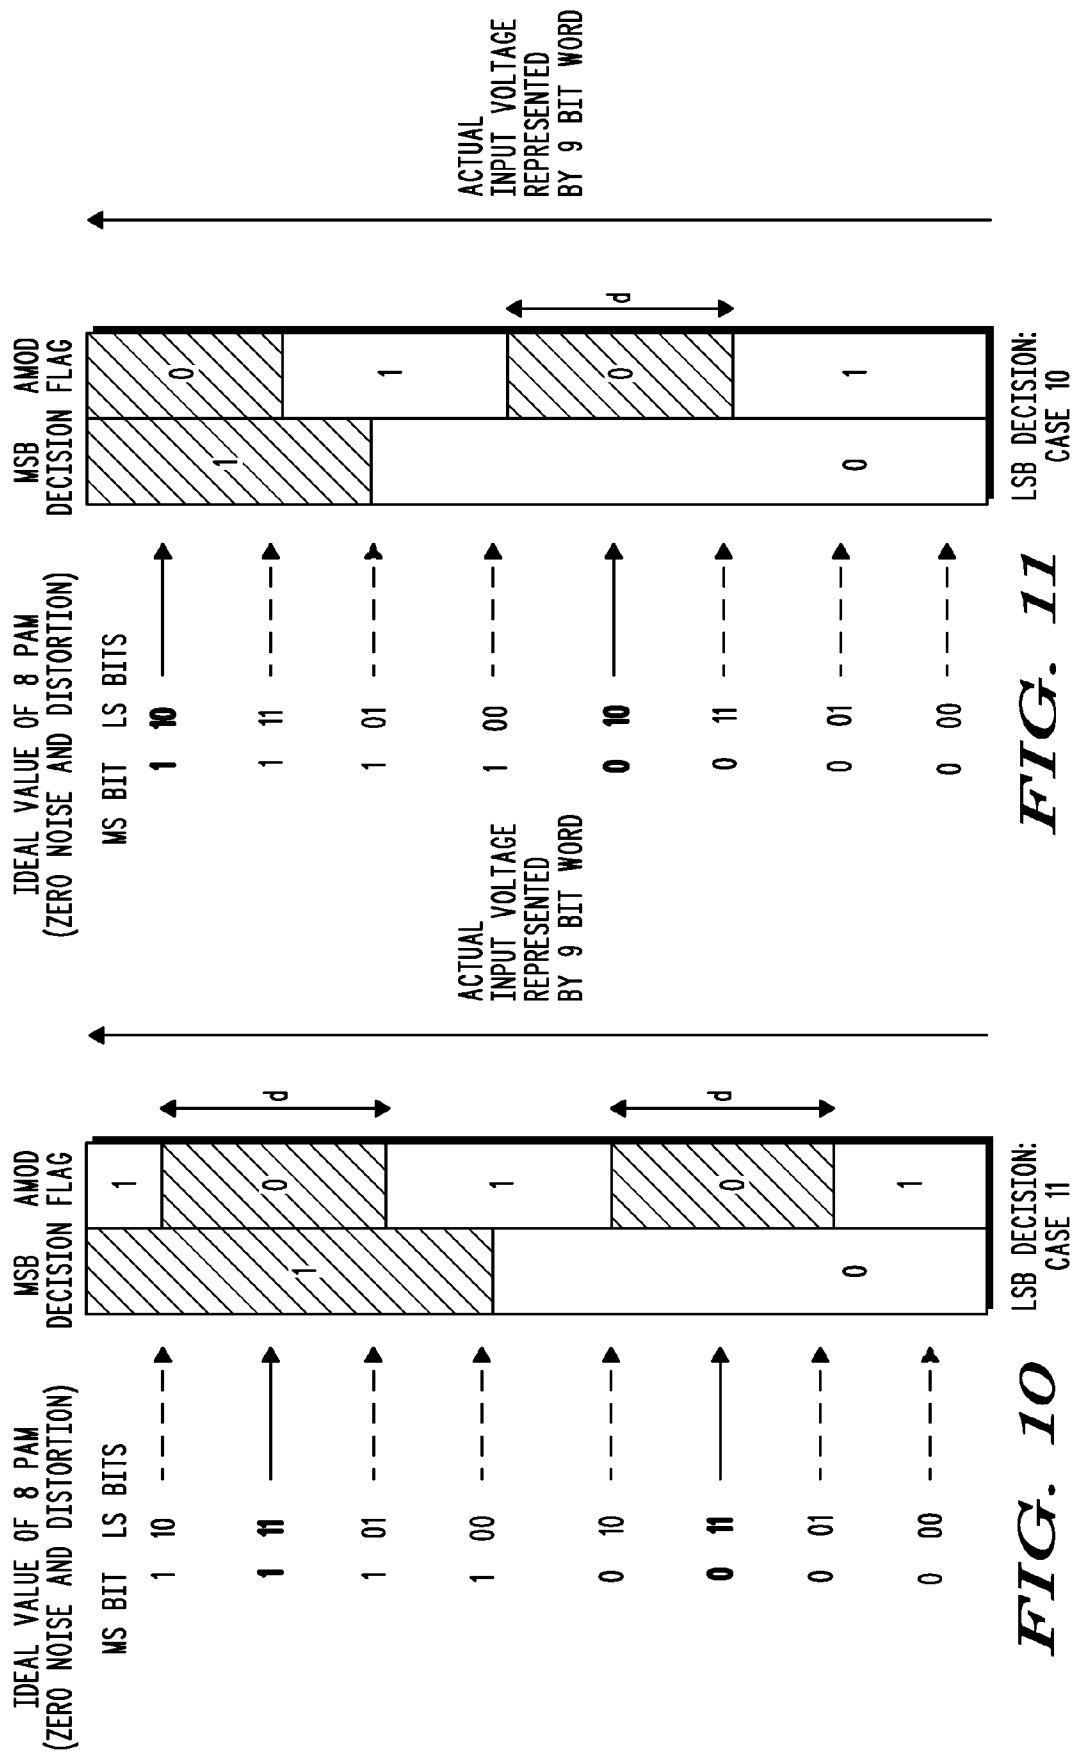 IDEAL VALUE OF 8 PAM
(ZERO NOISE AND DISTORTION)
MS BIT LS BITS
1 10
1 11
1 01
1 00
0 10
0 11
0 01
0 00
MSB AMOD
DECISION FLAG
1
0
1
1
0
0
1
d
d
ACTUAL
INPUT VOLTAGE
REPRESENTED
BY 9 BIT WORD
LSB DECISION:
CASE 11
FIG. 10
IDEAL VALUE OF 8 PAM
(ZERO NOISE AND DISTORTION)
MS BIT LS BITS
1 10
1 11
1 01
1 00
0 10
0 11
0 01
0 00
MSB AMOD
DECISION FLAG
0
1
1
0
0
1
d
ACTUAL
INPUT VOLTAGE
REPRESENTED
BY 9 BIT WORD
LSB DECISION:
CASE 10
FIG. 11